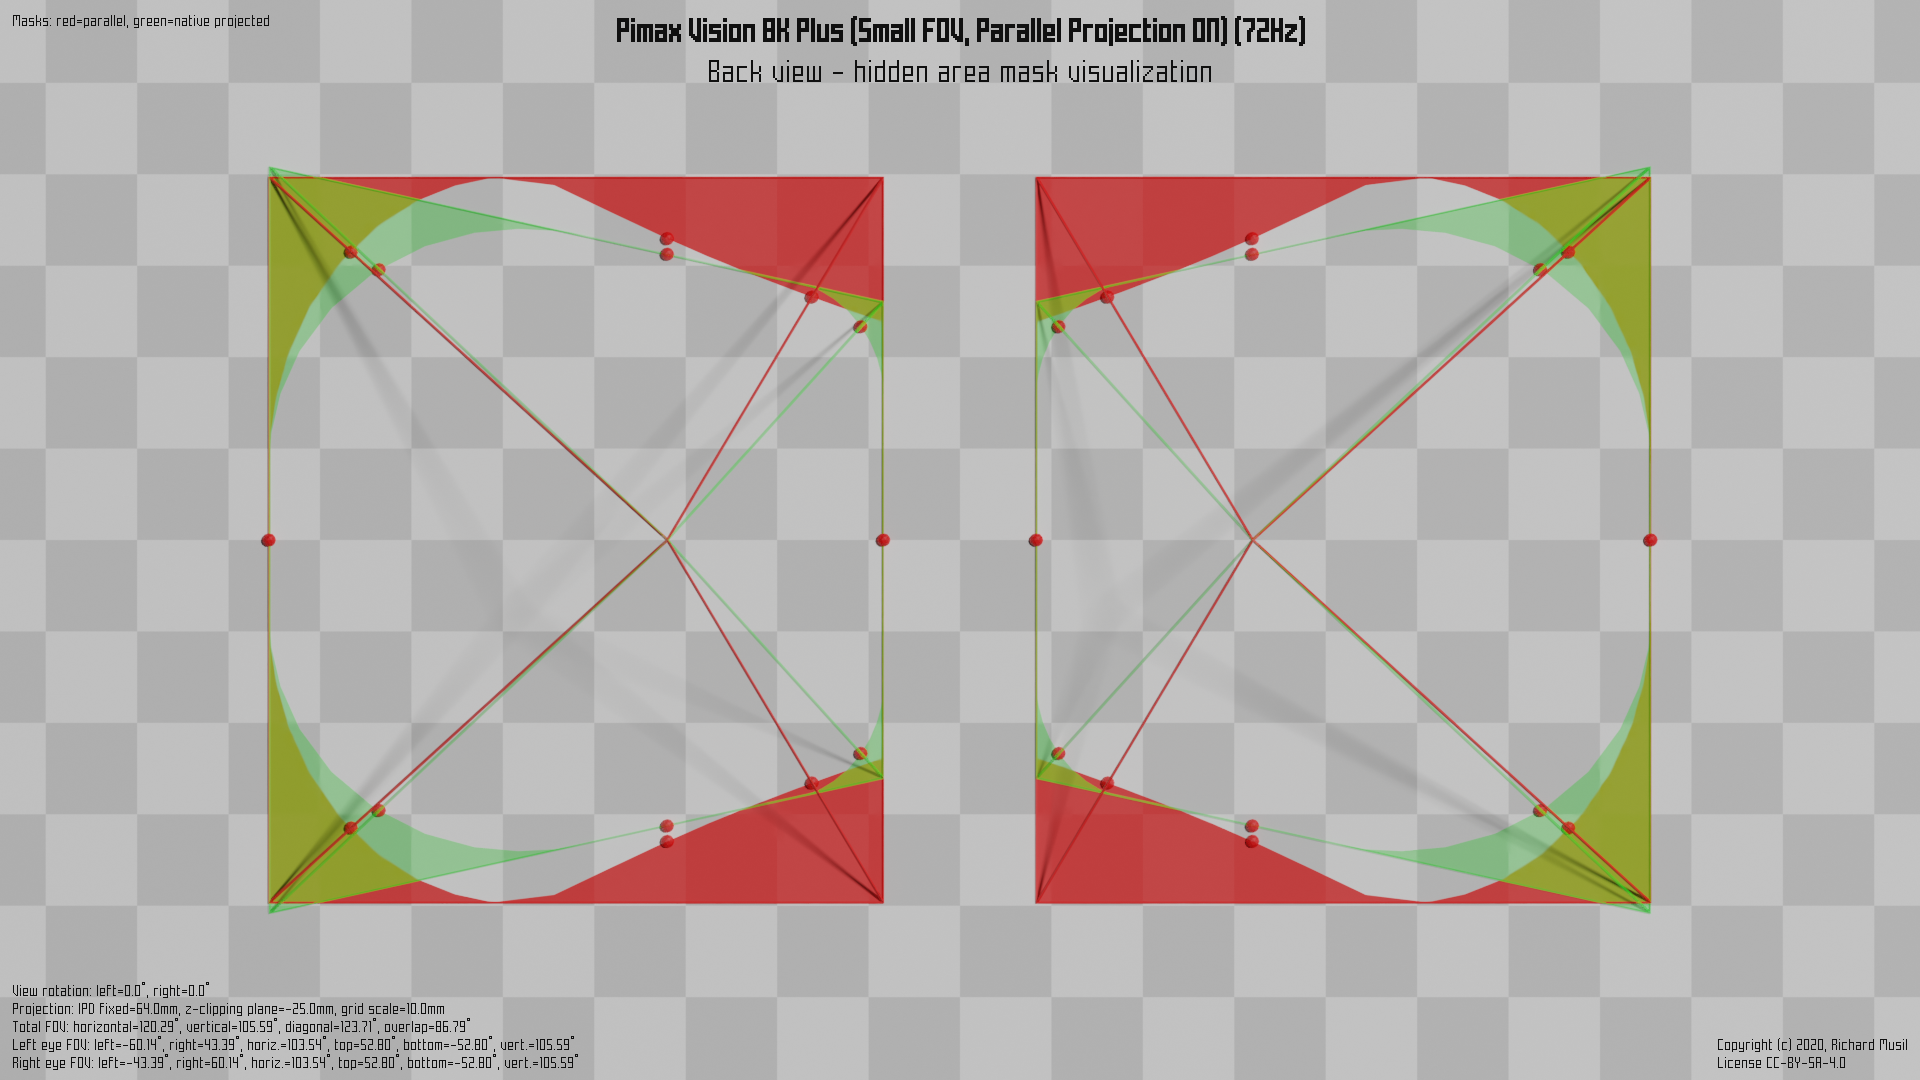 Masks: red=parallel, green=native projected
Pimax Vision 8K Plus (Small FOV, Parallel Projection ON) (72Hz)
Back view - hidden area mask visualization
View rotation: left=0.0°, right=0.0°
Projection: IPD fixed=64.0mm, z-clipping plane=-25.0mm, grid scale=10.0mm
Total FOV: horizontal=120.29°, vertical=105.59°, diagonal=123.71°, overlap=86.79°
Left eye FOV: left=-60.14°, right=43.39°, horiz.=103.54°, top=52.80°, bottom=-52.80°, vert.=105.59°
Right eye FOV: left=-43.39°, right=60.14°, horiz.=103.54°, top=52.80°, bottom=-52.80°, vert.=105.59°
Copyright (c) 2020, Richard Musil
License CC-BY-SA-4.0